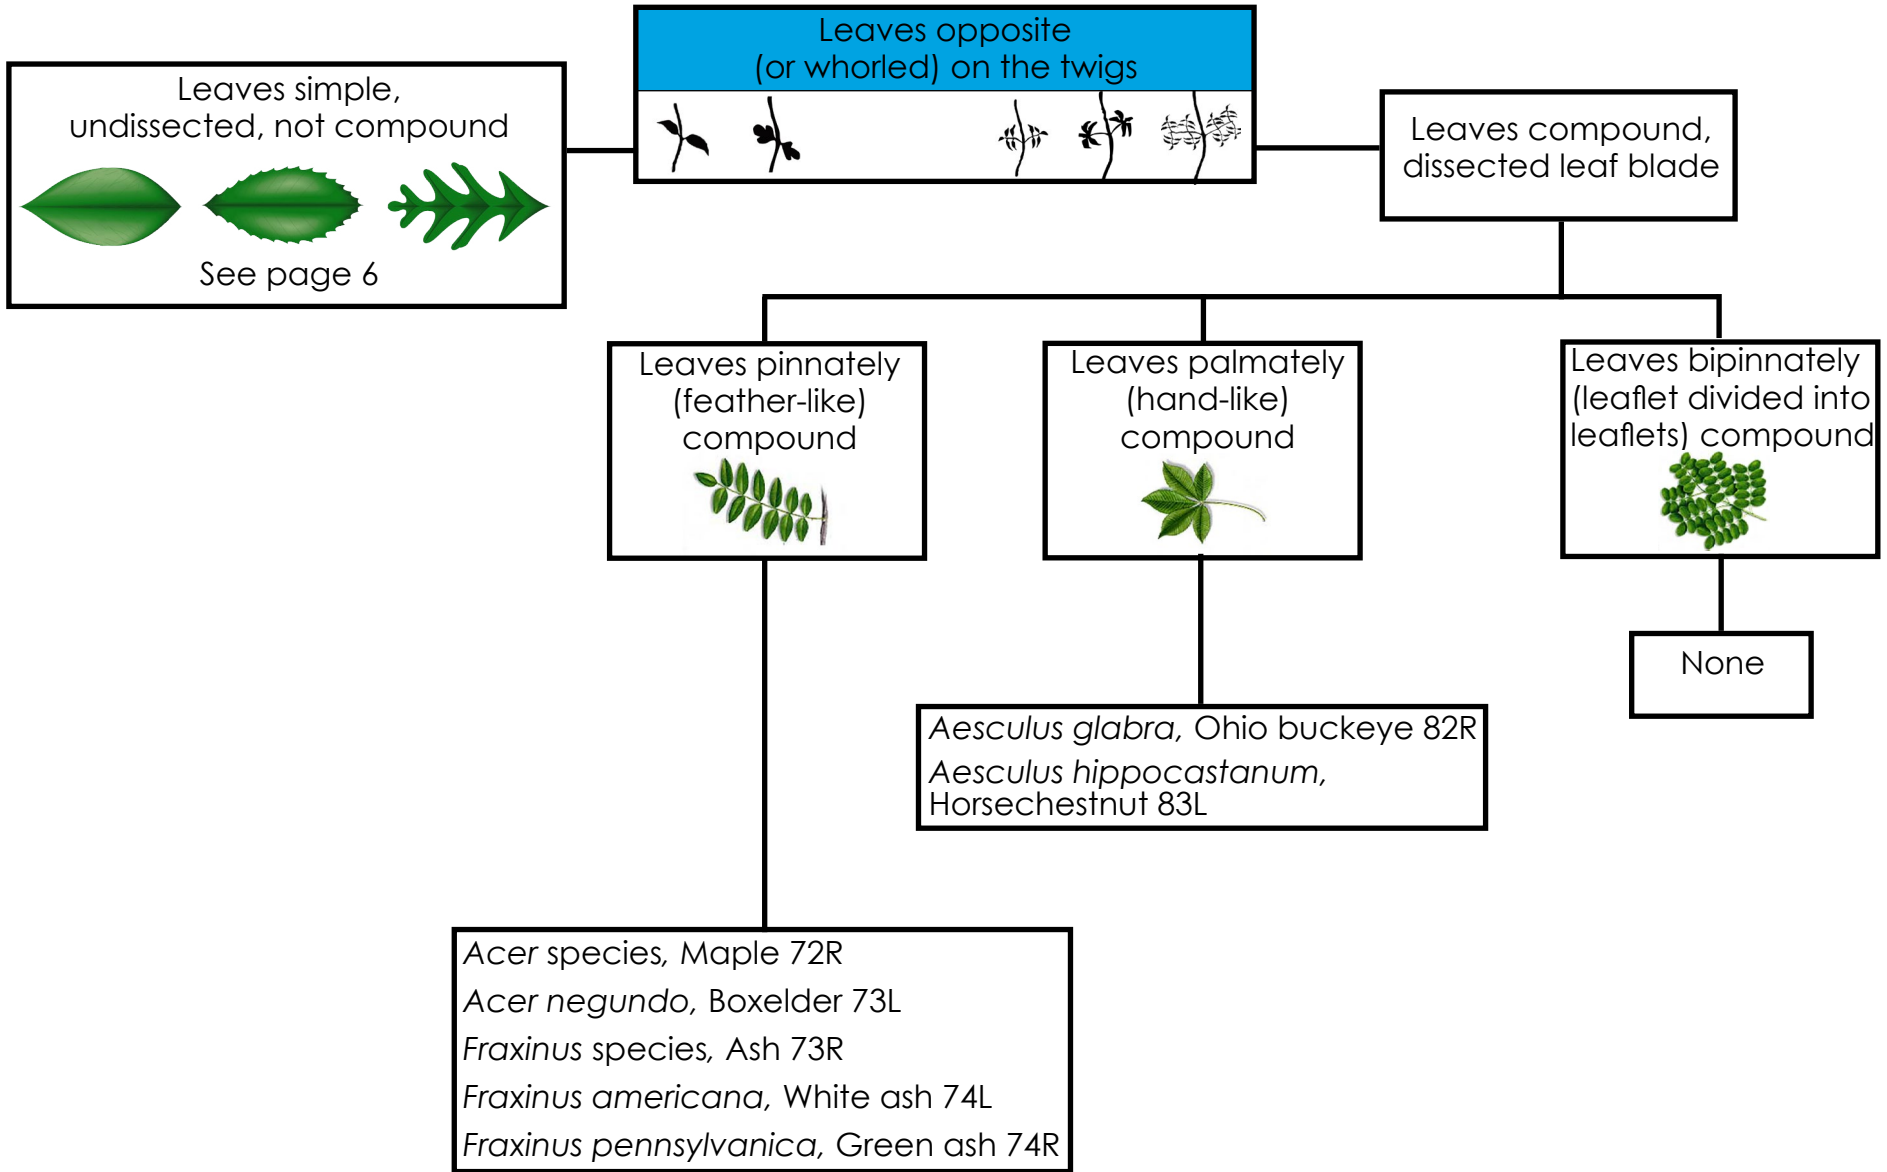 Leaves opposite
(or whorled) on the twigs
Leaves simple,
undissected, not compound
See page 6
Leaves compound,
dissected leaf blade
Leaves pinnately
(feather-like)
compound
Leaves palmately
(hand-like)
compound
Leaves bipinnately
(leaflet divided into
leaflets) compound
None
Aesculus glabra, Ohio buckeye 82R
Aesculus hippocastanum,
Horsechestnut 83L
Acer species, Maple 72R
Acer negundo, Boxelder 73L
Fraxinus species, Ash 73R
Fraxinus americana, White ash 74L
Fraxinus pennsylvanica, Green ash 74R